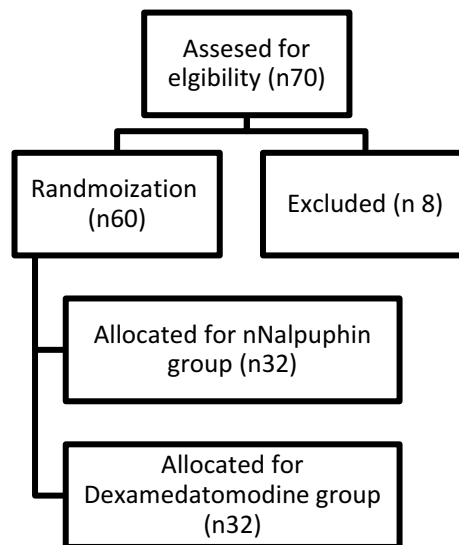 Assesed for
elgibility (n70)
Randmoization
(n60)
Excluded (n 8)
Allocated for nNalpuphin
group (n32)
Allocated for
Dexamedatomodine group
(n32)